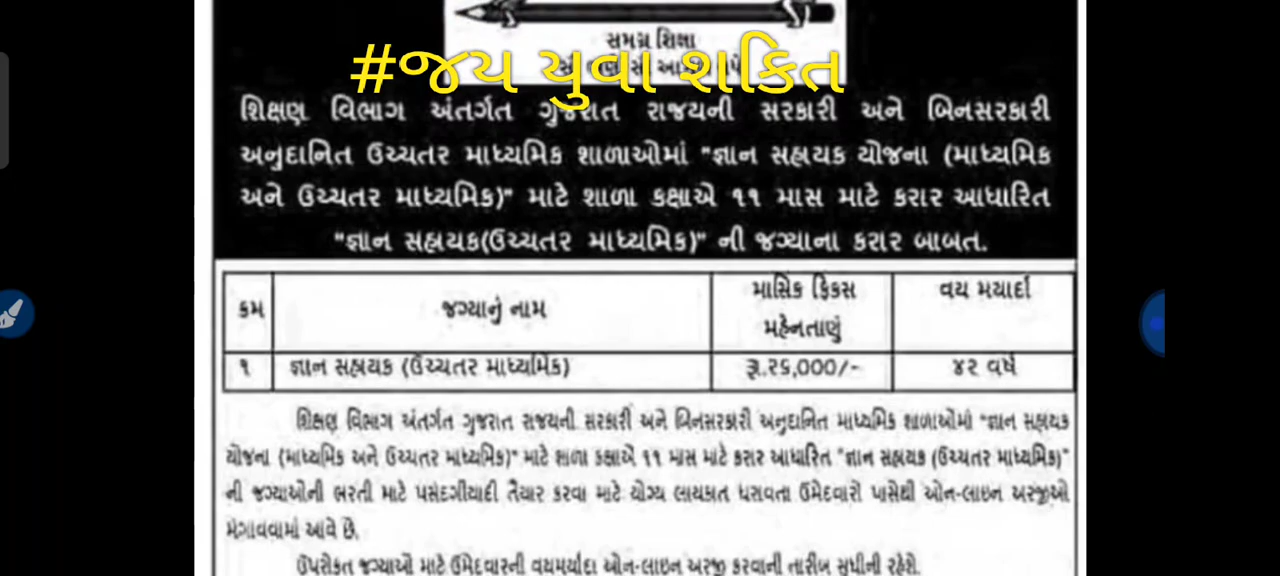 સમગ્ર શિક્ષા
#જય યુવા શક્તિ
શિક્ષણ વિભાગ અંતર્ગત ગુજરાત રાજયની સરકારી અને બિનસરકારી
અનુદાનિત ઉચ્ચતર માધ્યમિક શાળાઓમાં "જ્ઞાન સહાયક યોજના (માધ્યમિક
અને ઉચ્ચતર માધ્યમિક)" માટે શાળા કક્ષાએ ૧૧ માસ માટે કરાર આધારિત
"જ્ઞાન સહાયક(ઉચ્ચતર માધ્યમિક)" ની જગ્યાના કરાર બાબત.
ક્રમ જગ્યાનું નામ માસિક ફિકસ મહેનતાણું વય મયાર્દા
૧ જ્ઞાન સહાયક (ઉચ્ચતર માધ્યમિક) રૂ.૨૬,૦૦૦/- ૪૨ વર્ષ
શિક્ષણ વિભાગ અંતર્ગત ગુજરાત રાજયની સરકારી અને બિનસરકારી અનુદાનિત માધ્યમિક શાળાઓમાં "જ્ઞાન સહાયક
યોજના (માધ્યમિક અને ઉચ્ચતર માધ્યમિક)" માટે શાળા કક્ષાએ ૧૧ માસ માટે કરાર આધારિત "જ્ઞાન સહાયક (ઉચ્ચતર માધ્યમિક)"
ની જગ્યાઓની ભરતી માટે પસંદગીયાદી તૈયાર કરવા માટે યોગ્ય લાયકાત ધરાવતા ઉમેદવારો પાસેથી ઓન-લાઇન અરજીઓ
મંગાવવામાં આવે છે.
ઉપરોક્ત જગ્યાઓ માટે ઉમેદવારની વયમર્યાદા ઓન-લાઇન અરજી કરવાની તારીખ સુધીની રહેશે.